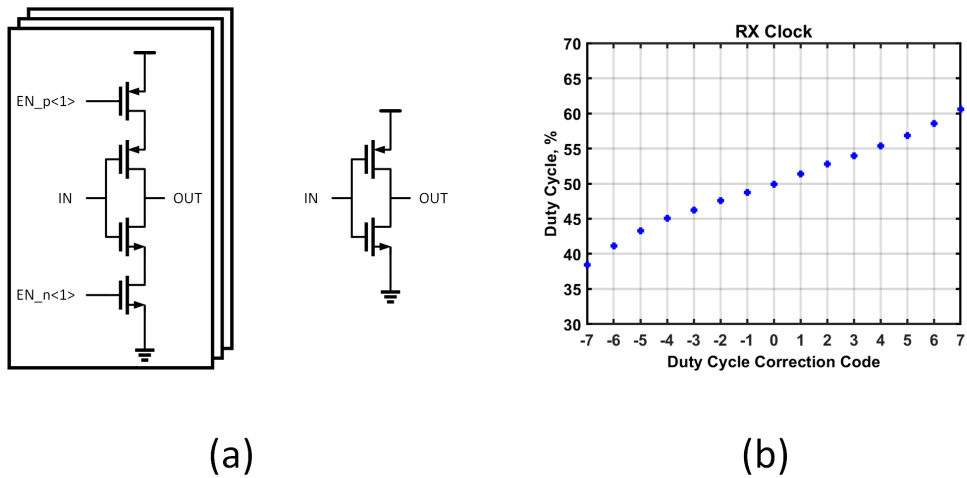 EN_p<1>
IN
OUT
EN_n<1>
IN
OUT
(a)
RX Clock
Duty Cycle, %
70
65
60
55
50
45
40
35
30
-7 -6 -5 -4 -3 -2 -1 0 1 2 3 4 5 6 7
Duty Cycle Correction Code
(b)